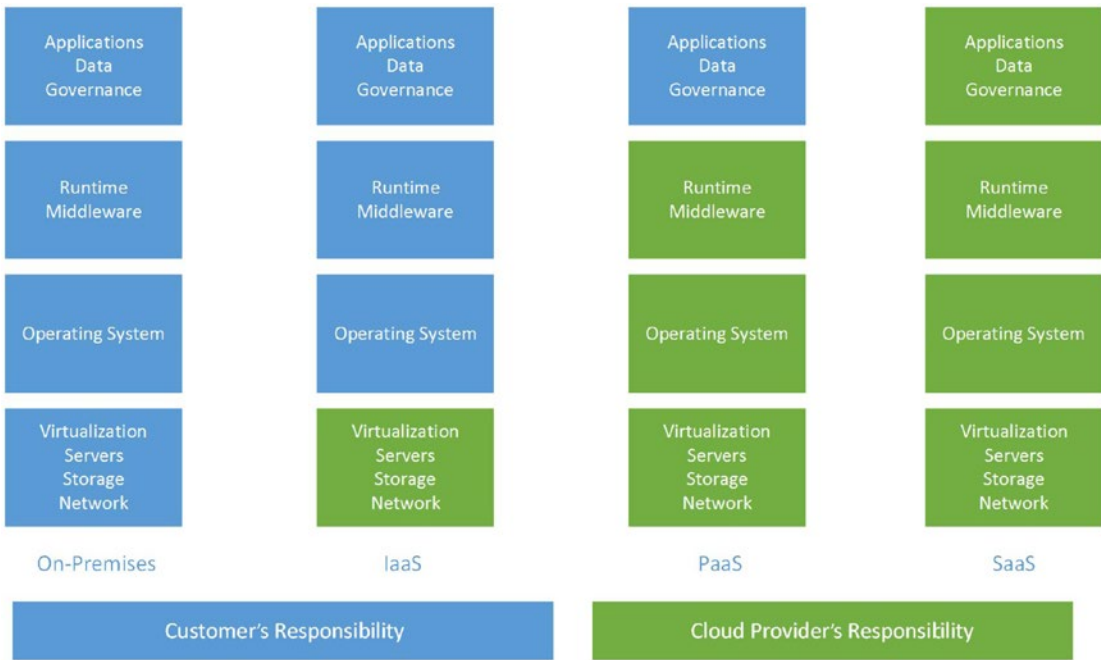 Applications
Data
Governance
Applications
Data
Governance
Applications
Data
Governance
Applications
Data
Governance
Runtime
Middleware
Runtime
Middleware
Runtime
Middleware
Runtime
Middleware
Operating System
Operating System
Operating System
Operating System
Virtualization
Servers
Storage
Network
Virtualization
Servers
Storage
Network
Virtualization
Servers
Storage
Network
Virtualization
Servers
Storage
Network
On-Premises
IaaS
PaaS
SaaS
Customer's Responsibility
Cloud Provider's Responsibility